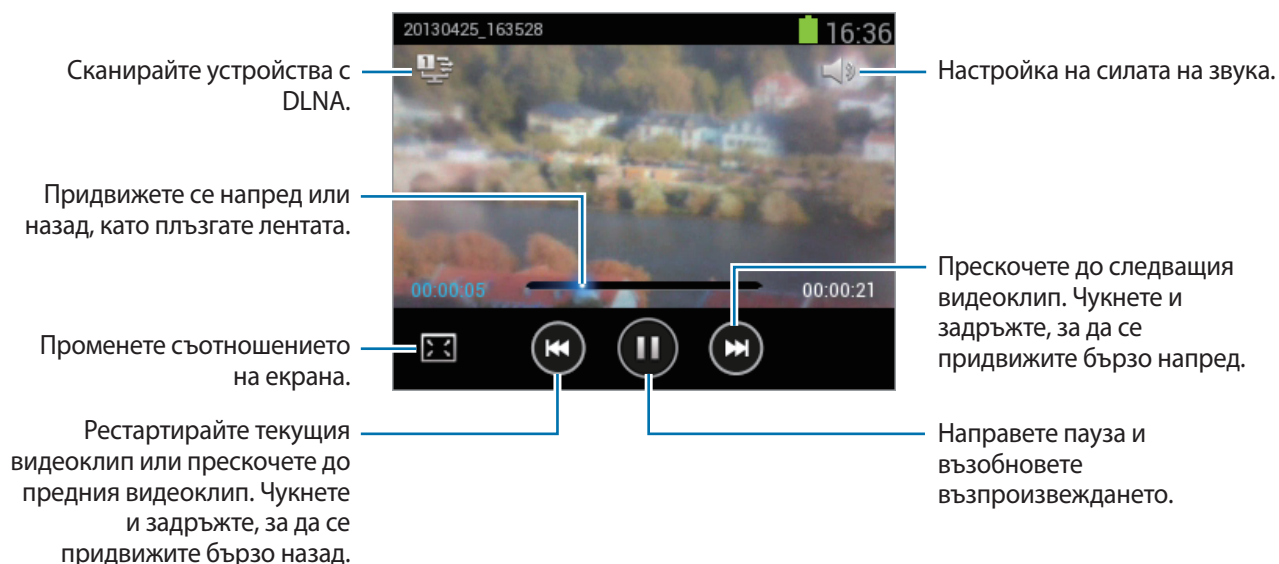 20130425_163528
16:36
1
Сканирайте устройства с
DLNA.
Настройка на силата на звука.
Придвижете се напред или
назад, като плъзгате лентата.
00:00:05
00:00:21
Прескочете до следващия
видеоклип. Чукнете и
задръжте, за да се
придвижите бързо напред.
Променете съотношението
на екрана.
Рестартирайте текущия
видеоклип или прескочете до
предния видеоклип. Чукнете
и задръжте, за да се
придвижите бързо назад.
Направете пауза и
възобновете
възпроизвеждането.